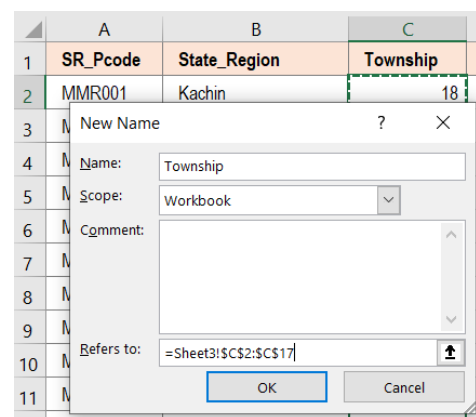 A B C
1 SR_Pcode State_Region Township
2 MMR001 Kachin 18
3 New Name ? ×
4 Name: Township
5 Scope: Workbook
6 Comment:
7
8
9
10 Refers to: =Sheet3!$C$2:$C$17
11 OK Cancel